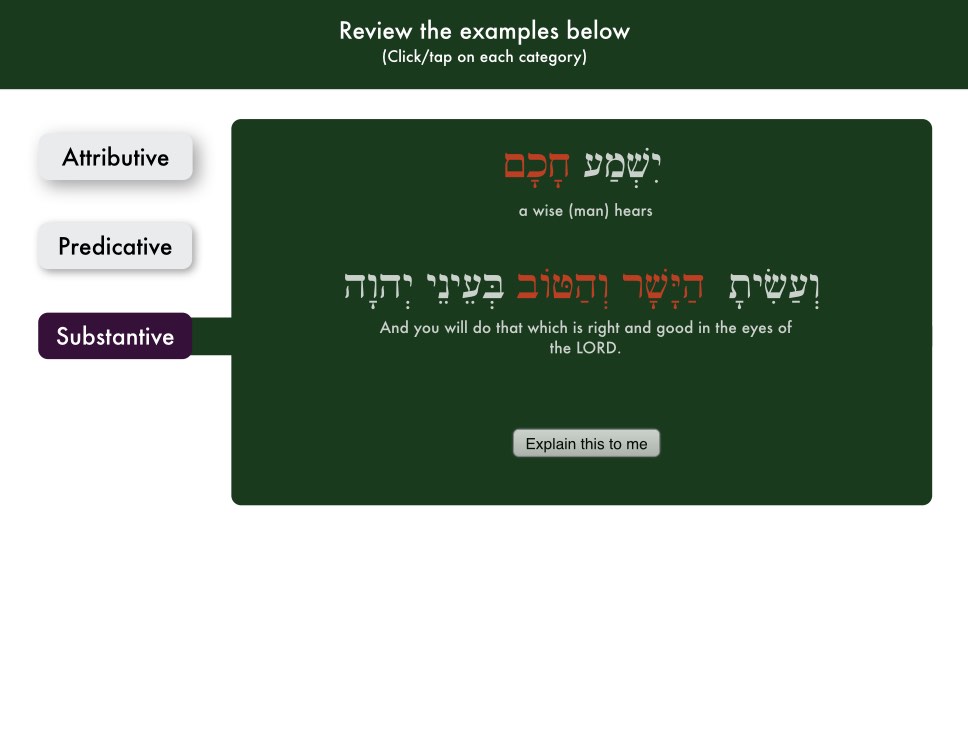 Review the examples below
(Click/tap on each category)
Attributive
Predicative
Substantive
יִשְׁמַע חָכָם
a wise (man) hears
וְעַשִׂיתָ הַיָּשָׁר וְהַטּוֹב בְּעֵינֵי יְהוָה
And you will do that which is right and good in the eyes of
the LORD.
Explain this to me